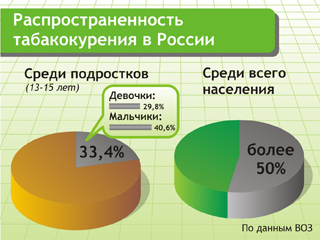 Распространенность
табакокурения в России
Среди подростков
(13-15 лет)
Девочки:
29,8%
Мальчики:
40,6%
33,4%
Среди всего
населения
более
50%
По данным ВОЗ